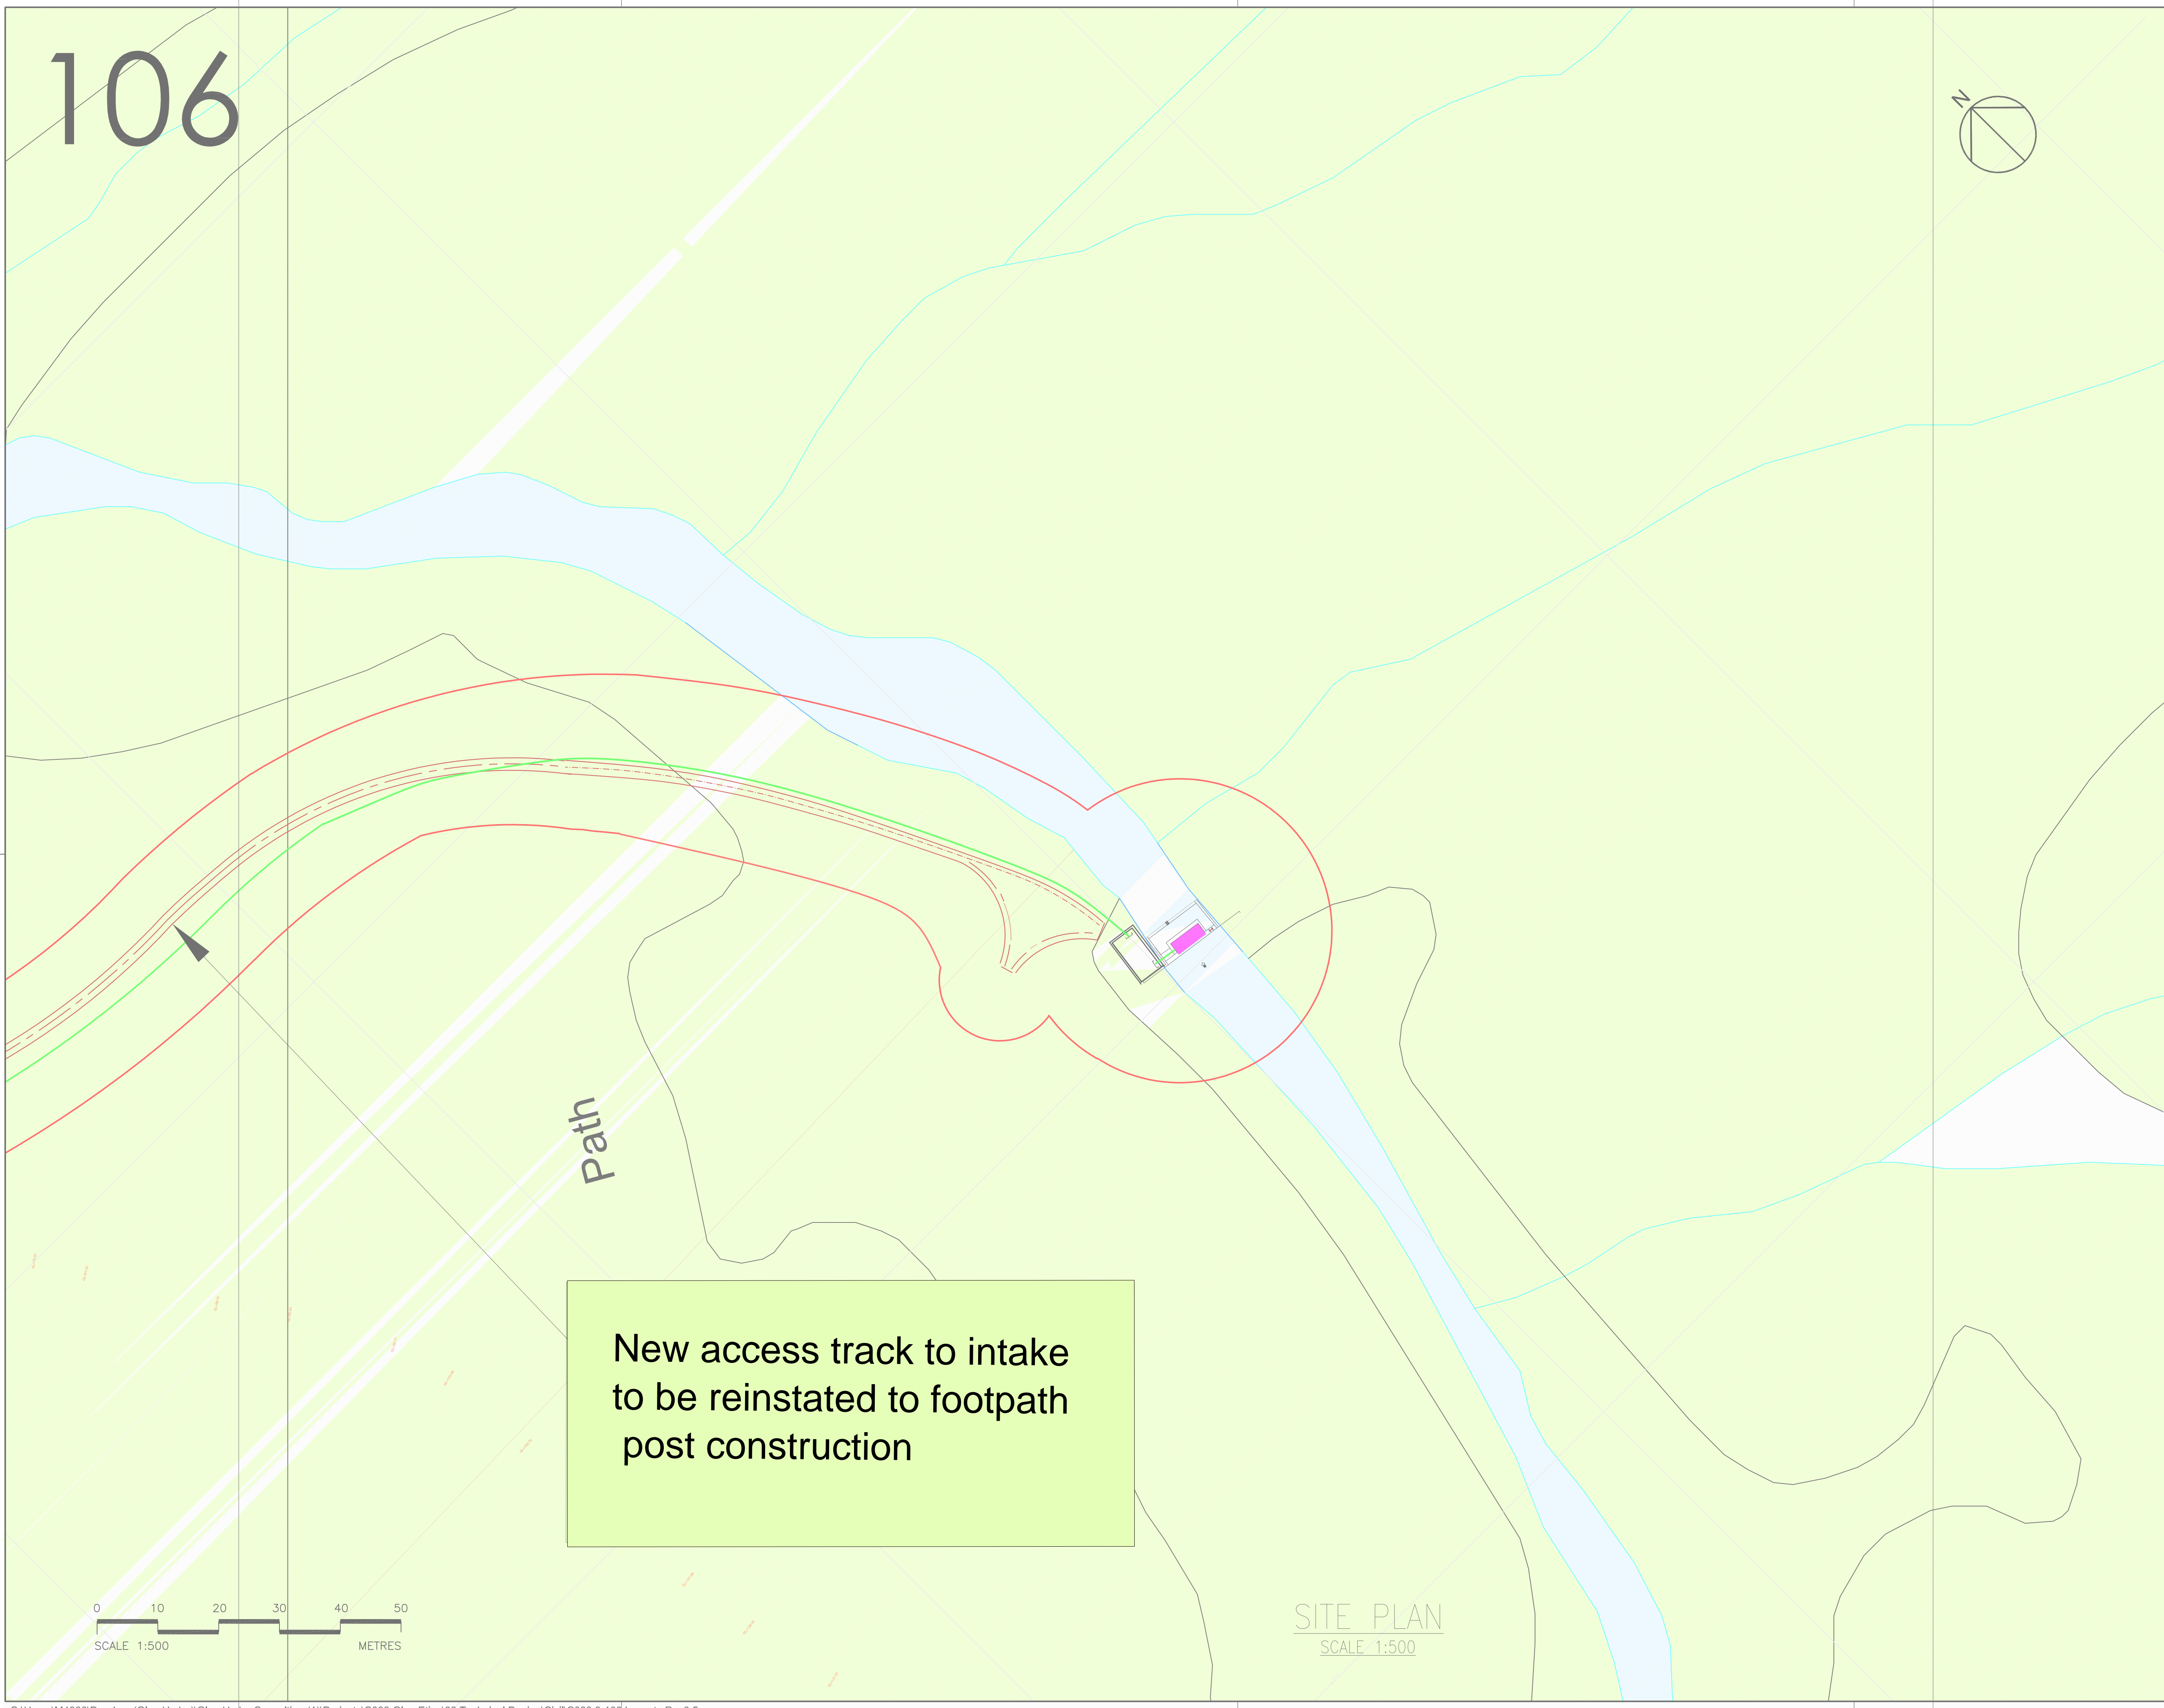 106
N
Path
New access track to intake
to be reinstated to footpath
post construction
0 10 20 30 40 50
SCALE 1:500 METRES
SITE PLAN
SCALE 1:500